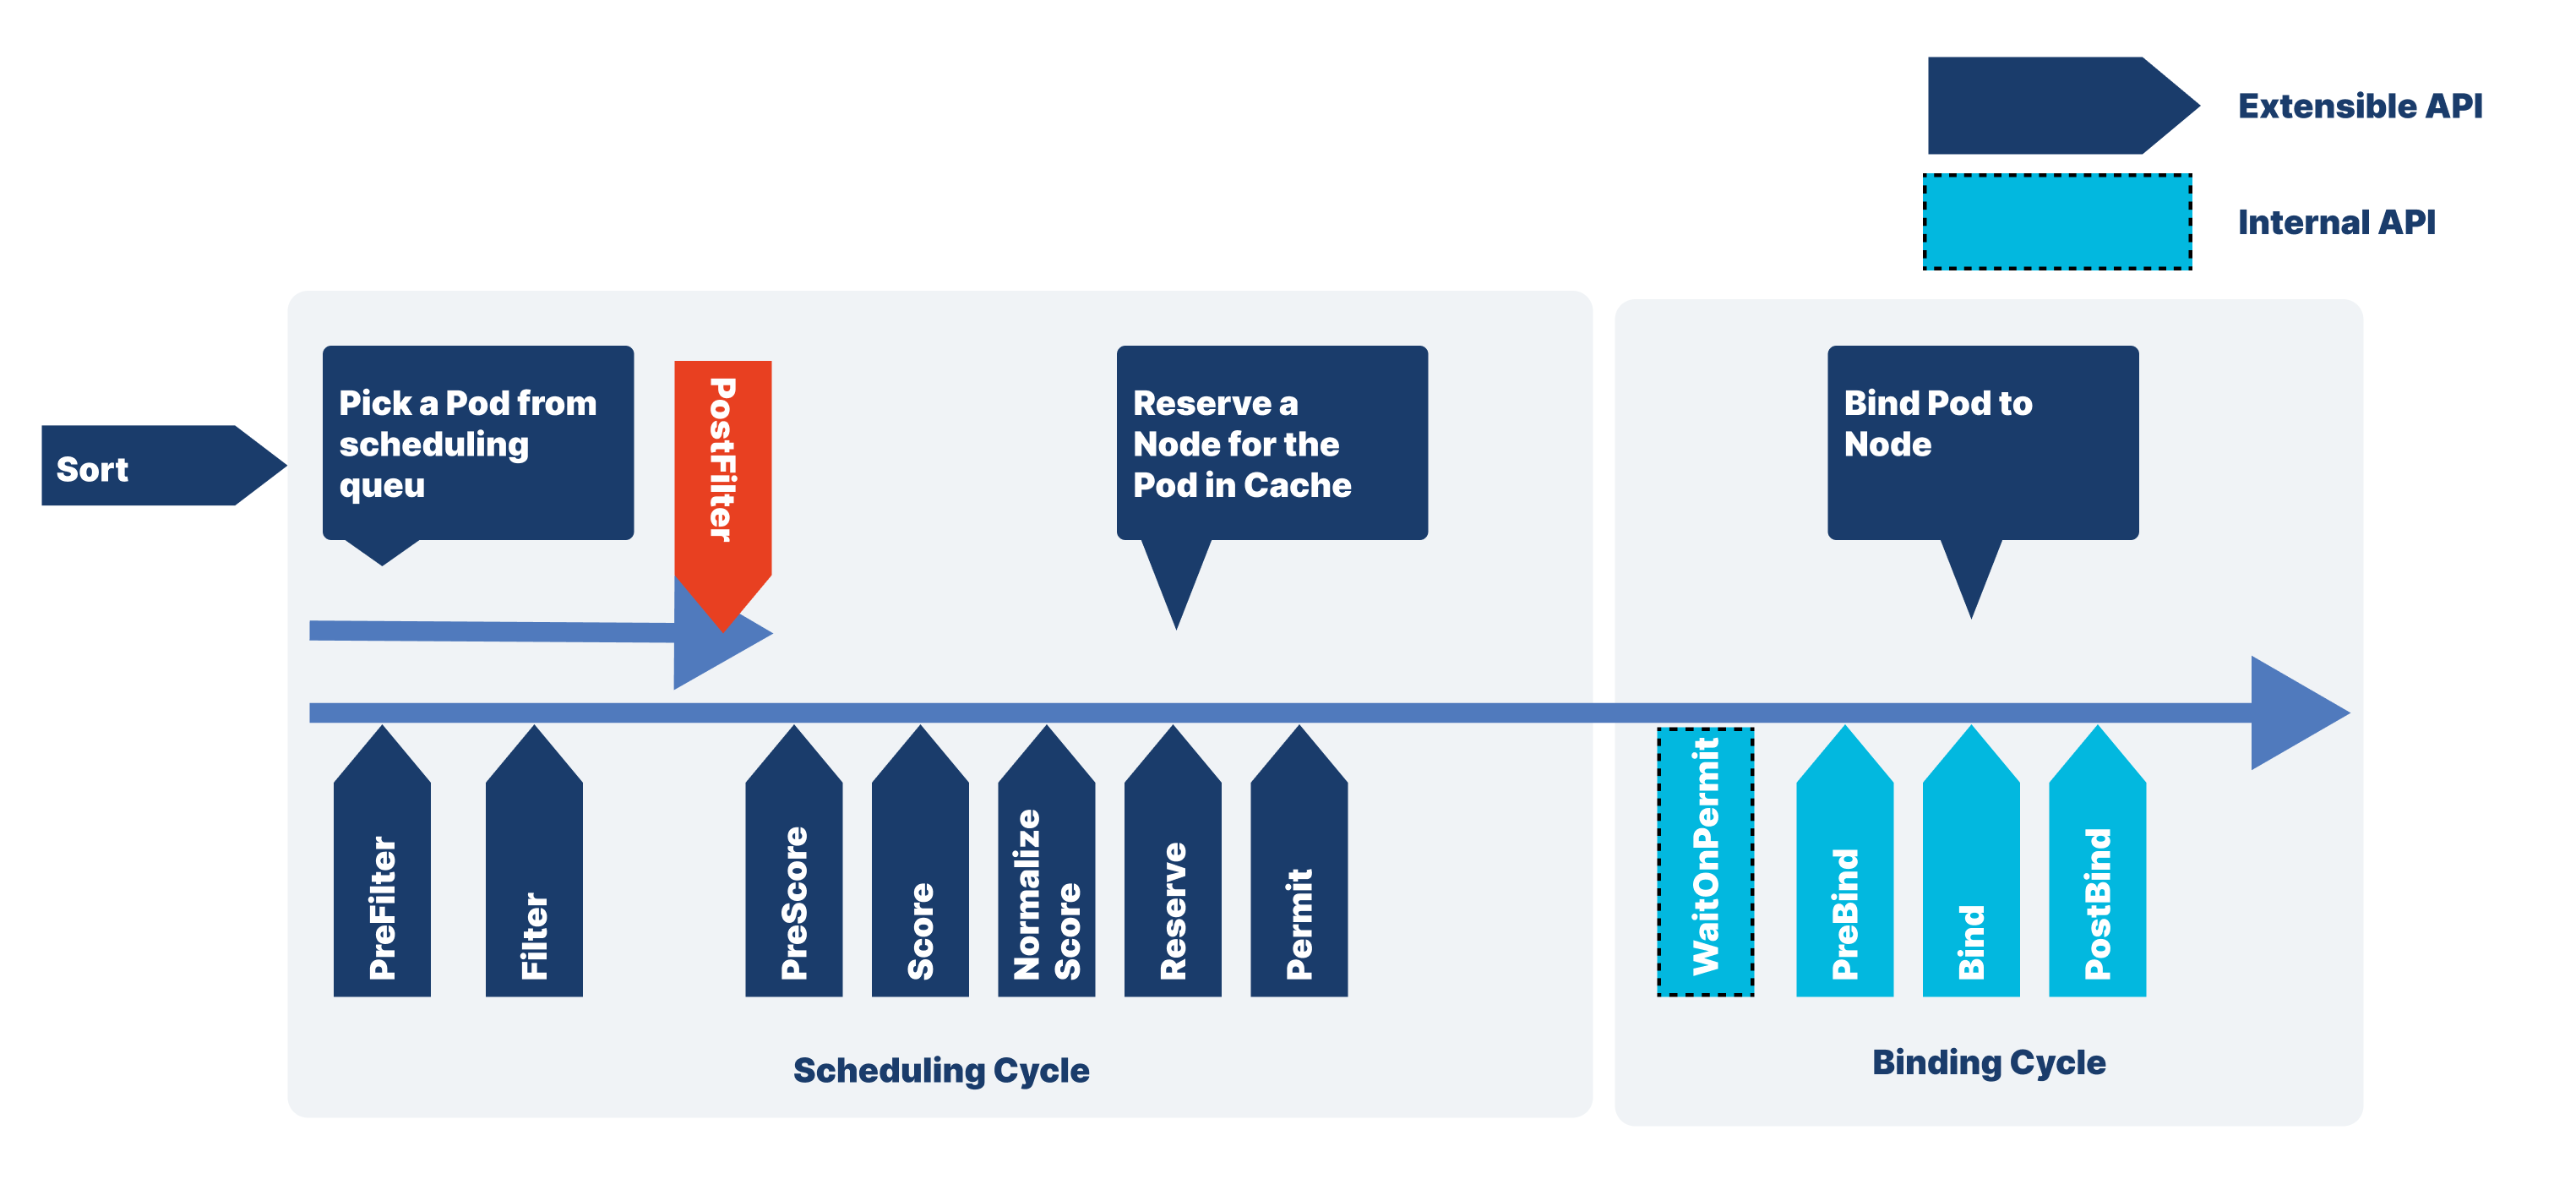 Extensible API
Internal API
Sort
Pick a Pod from
scheduling
queu
PostFilter
Reserve a
Node for the
Pod in Cache
Bind Pod to
Node
PreFilter
Filter
PreScore
Score
Normalize
Score
Reserve
Permit
WaitOnPermit
PreBind
Bind
PostBind
Scheduling Cycle
Binding Cycle